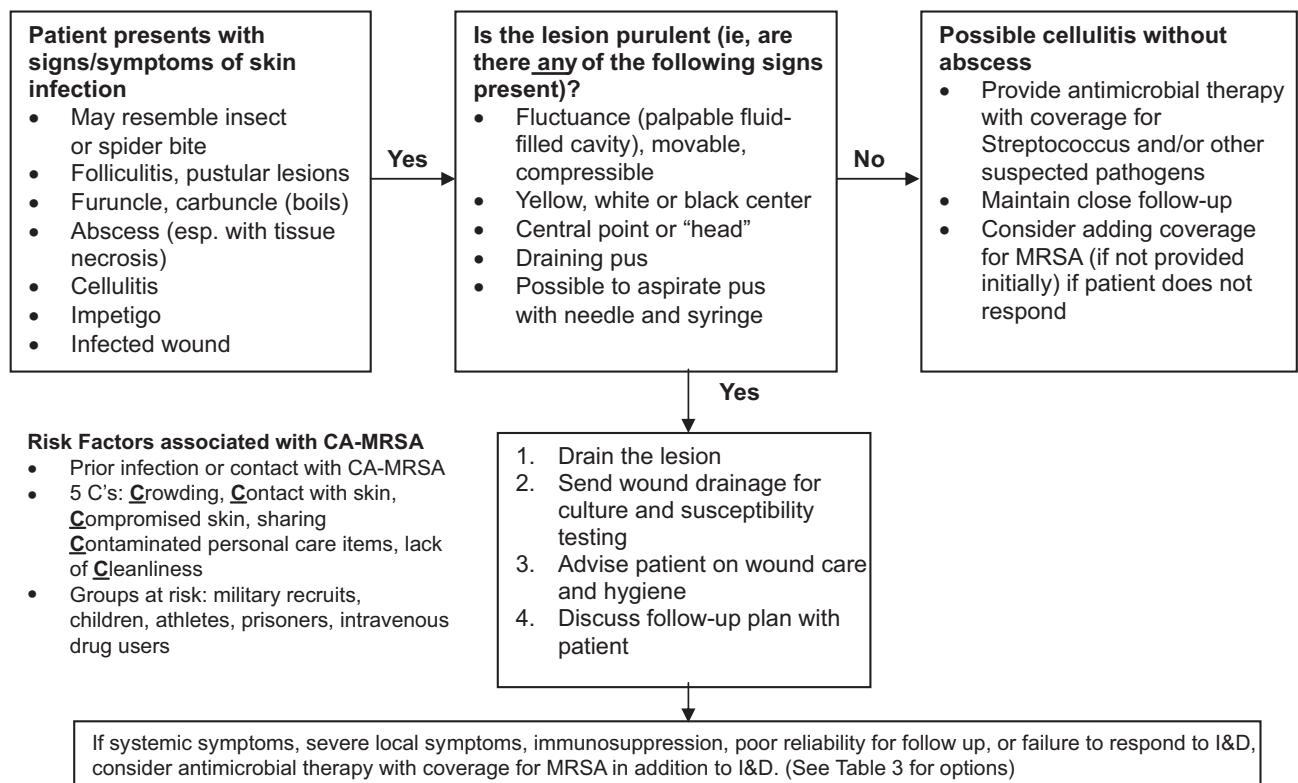 Patient presents with
signs/symptoms of skin
infection
• May resemble insect
or spider bite
• Folliculitis, pustular lesions
• Furuncle, carbuncle (boils)
• Abscess (esp. with tissue
necrosis)
• Cellulitis
• Impetigo
• Infected wound
Yes
Is the lesion purulent (ie, are
there any of the following signs
present)?
• Fluctuance (palpable fluid-
filled cavity), movable,
compressible
• Yellow, white or black center
• Central point or “head”
• Draining pus
• Possible to aspirate pus
with needle and syringe
No
Possible cellulitis without
abscess
• Provide antimicrobial therapy
with coverage for
Streptococcus and/or other
suspected pathogens
• Maintain close follow-up
• Consider adding coverage
for MRSA (if not provided
initially) if patient does not
respond
Yes
Risk Factors associated with CA-MRSA
• Prior infection or contact with CA-MRSA
• 5 C’s: Crowding, Contact with skin,
Compromised skin, sharing
Contaminated personal care items, lack
of Cleanliness
• Groups at risk: military recruits,
children, athletes, prisoners, intravenous
drug users
1. Drain the lesion
2. Send wound drainage for
culture and susceptibility
testing
3. Advise patient on wound care
and hygiene
4. Discuss follow-up plan with
patient
If systemic symptoms, severe local symptoms, immunosuppression, poor reliability for follow up, or failure to respond to I&D,
consider antimicrobial therapy with coverage for MRSA in addition to I&D. (See Table 3 for options)